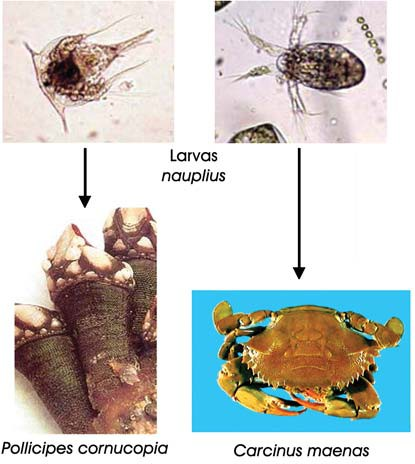 Larvas
nauplius
Pollicipes cornucopia
Carcinus maenas